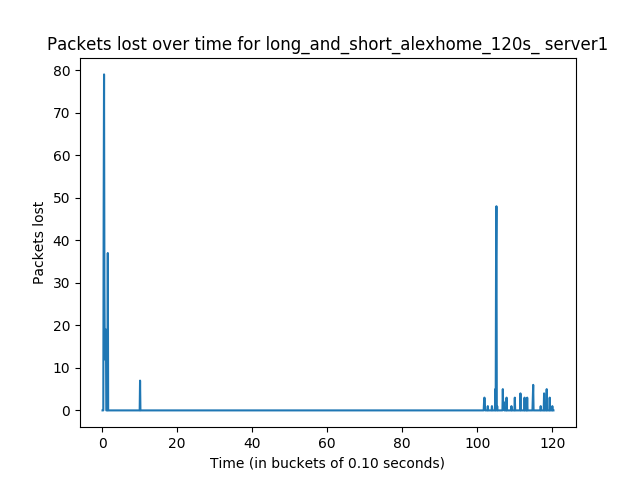 Packets lost over time for long_and_short_alexhome_120s_ server1
80
70
60
50
40
30
20
10
0
Packets lost
0 20 40 60 80 100 120
Time (in buckets of 0.10 seconds)